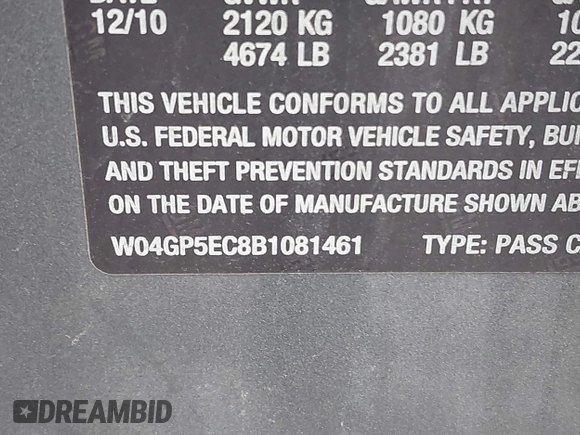 12/10 2120 KG 1080 KG
4674 LB 2381 LB
THIS VEHICLE CONFORMS TO ALL
U.S. FEDERAL MOTOR VEHICLE SAFETY,
AND THEFT PREVENTION STANDARDS IN
ON THE DATE OF MANUFACTURE SHOWN
W04GP5EC8B1081461 TYPE: PASS
DREAMBID